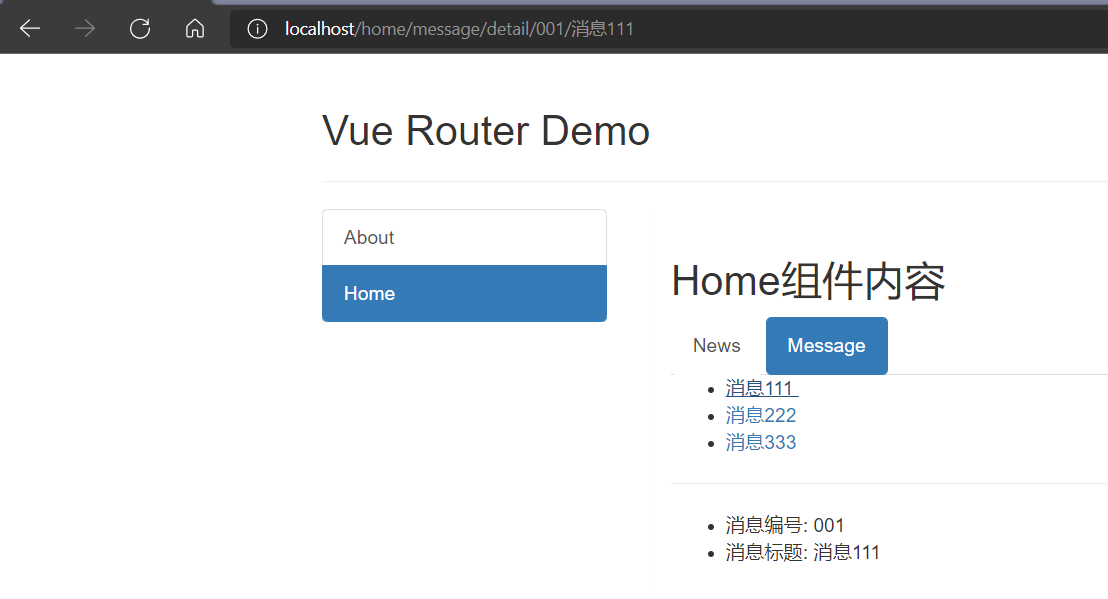 localhost/home/message/detail/001/消息111
Vue Router Demo
About
Home
Home组件内容
News Message
消息111
消息222
消息333
消息编号: 001
消息标题: 消息111